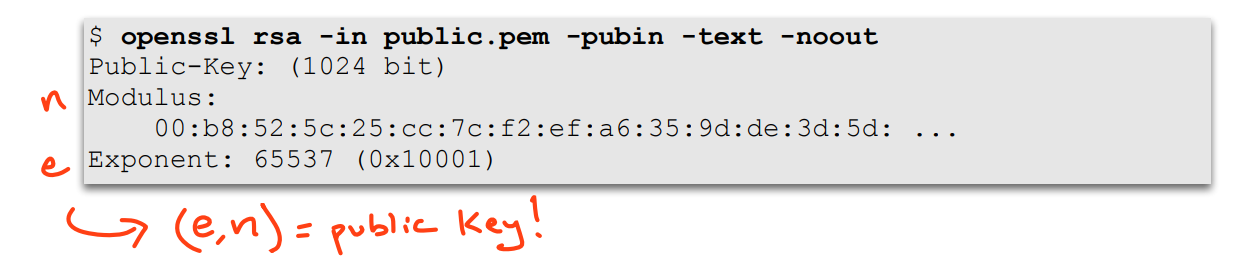 $ openssl rsa -in public.pem -pubin -text -noout
Public-Key: (1024 bit)
n Modulus:
00:b8:52:5c:25:cc:7c:f2:ef:a6:35:9d:de:3d:5d: ...
e Exponent: 65537 (0x10001)
(e,n) = public key!